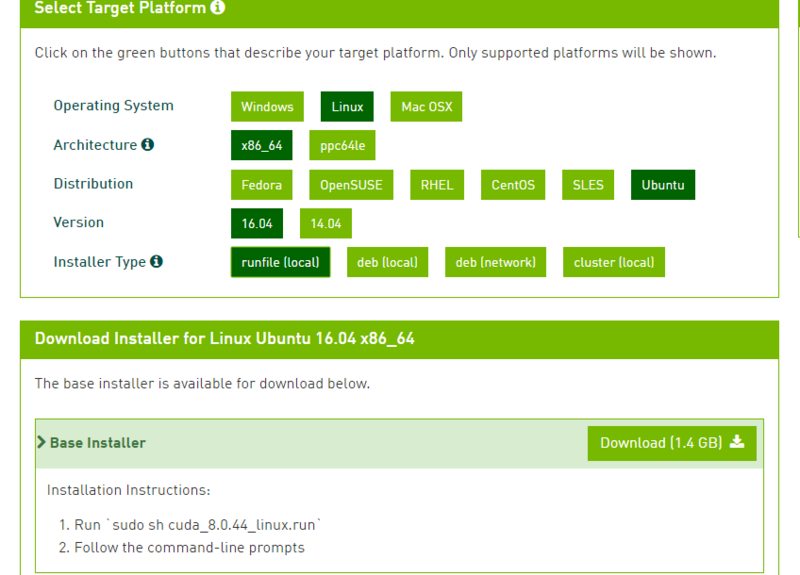 Select Target Platform
Click on the green buttons that describe your target platform. Only supported platforms will be shown.
Operating System Windows Linux Mac OSX
Architecture x86_64 ppc64le
Distribution Fedora OpenSUSE RHEL CentOS SLES Ubuntu
Version 16.04 14.04
Installer Type runfile (local) deb (local) deb (network) cluster (local)
Download Installer for Linux Ubuntu 16.04 x86_64
The base installer is available for download below.
Base Installer Download (1.4 GB)
Installation Instructions:
1. Run `sudo sh cuda_8.0.44_linux.run`
2. Follow the command-line prompts